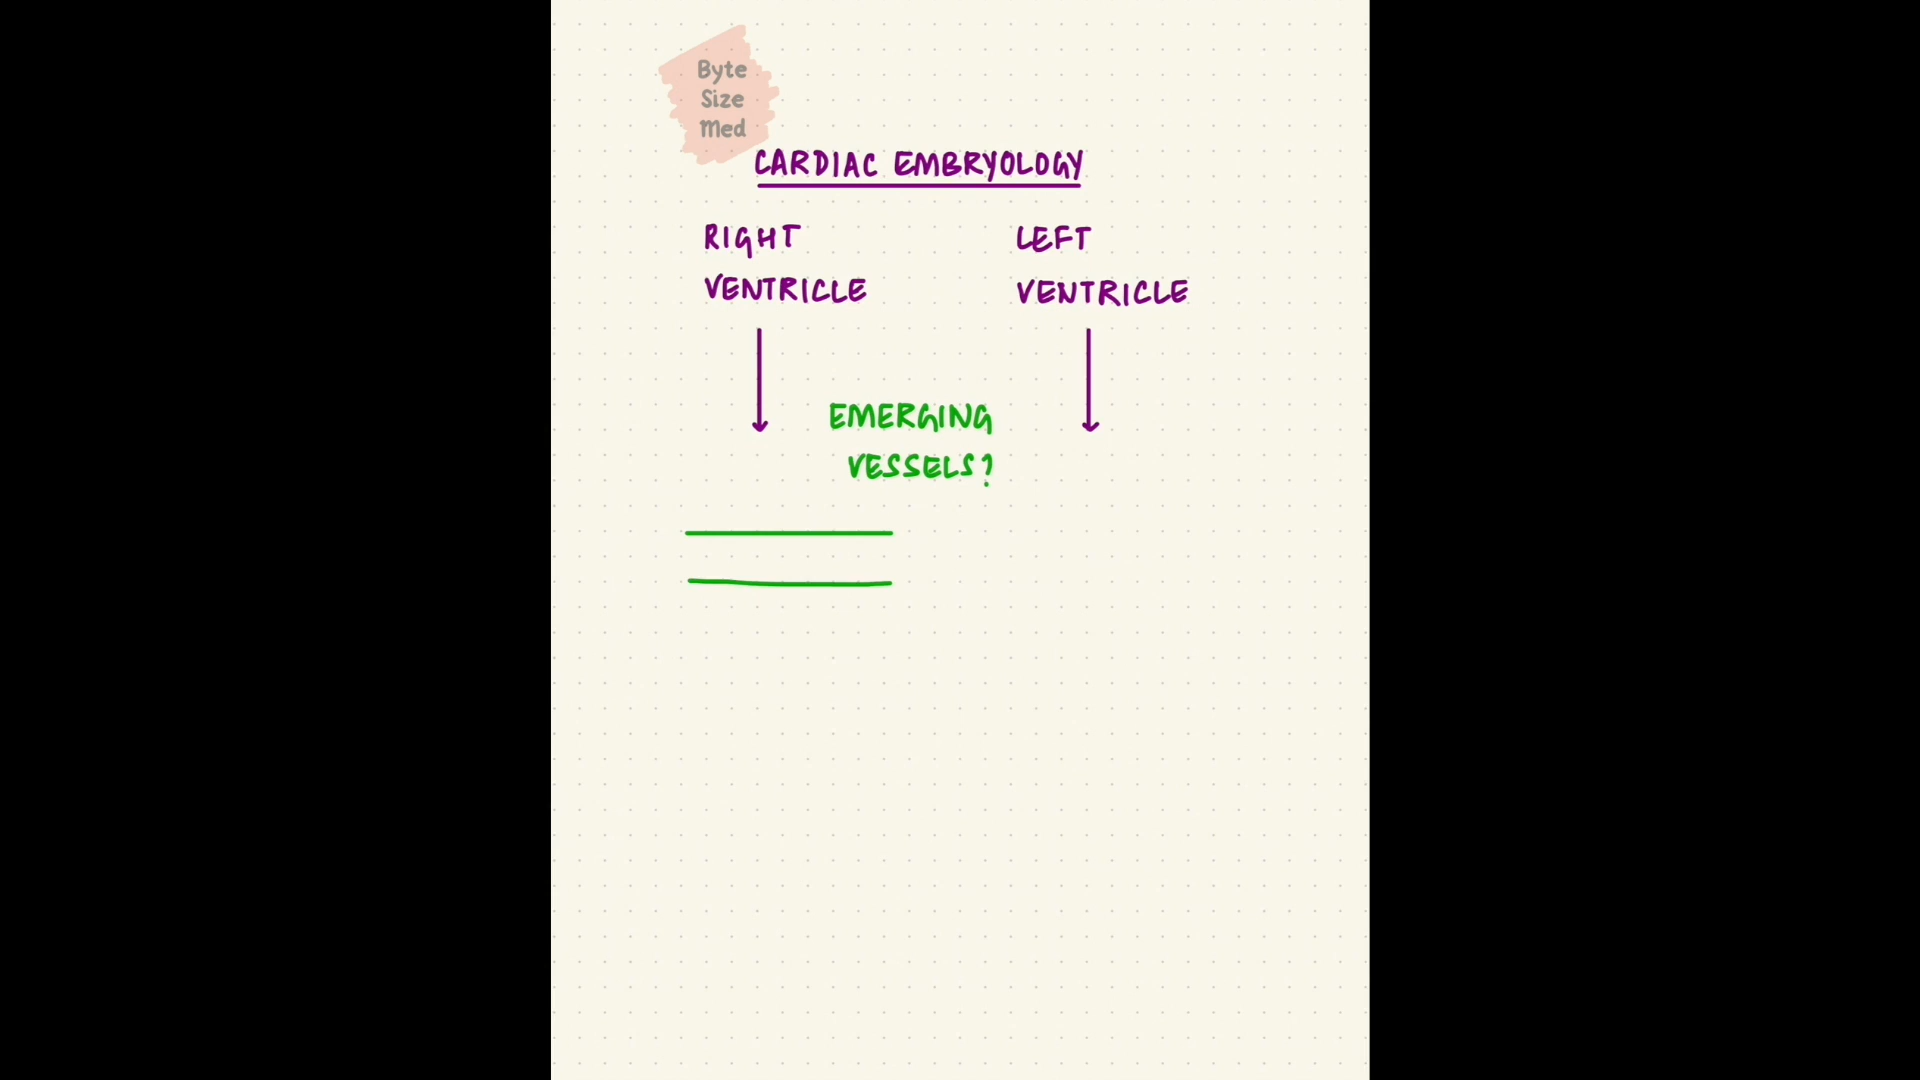 Byte
Size
Med
CARDIAC EMBRYOLOGY
RIGHT
VENTRICLE
LEFT
VENTRICLE
EMERGING
VESSELS?